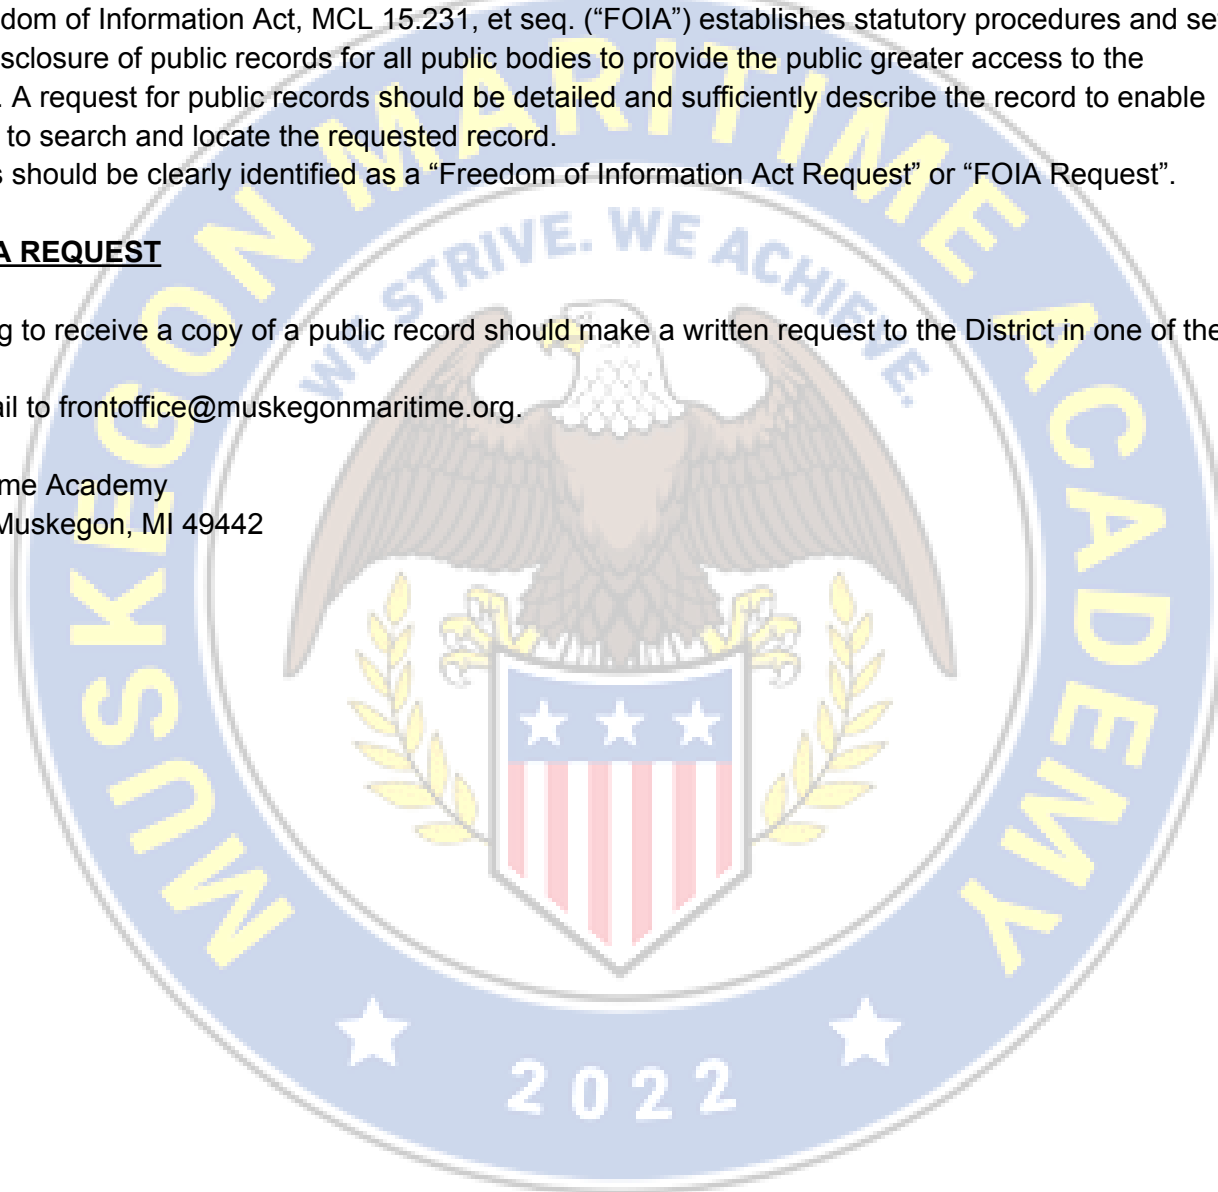 dom of Information Act, MCL 15.231, et seq. (“FOIA”) establishes statutory procedures and se
sclosure of public records for all public bodies to provide the public greater access to the
. A request for public records should be detailed and sufficiently describe the record to enable
to search and locate the requested record.
s should be clearly identified as a “Freedom of Information Act Request” or “FOIA Request”.
A REQUEST
g to receive a copy of a public record should make a written request to the District in one of the
ail to frontoffice@muskegonmaritime.org.
me Academy
Muskegon, MI 49442
MUSKEGON MARITIME ACADEMY
WE STRIVE. WE ACHIEVE.
2022